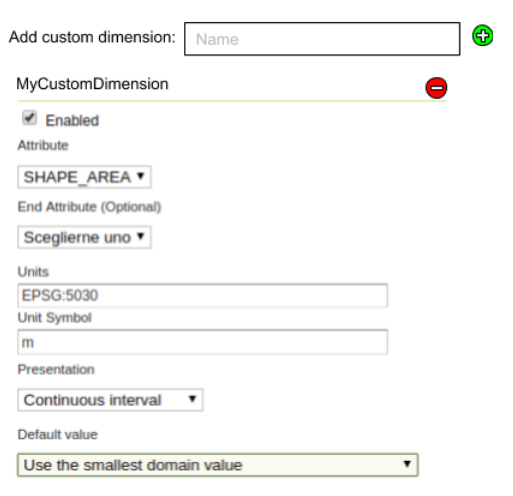 Add custom dimension: Name
MyCustomDimension
Enabled
Attribute
SHAPE_AREA
End Attribute (Optional)
Sceglierne uno
Units
EPSG:5030
Unit Symbol
m
Presentation
Continuous interval
Default value
Use the smallest domain value